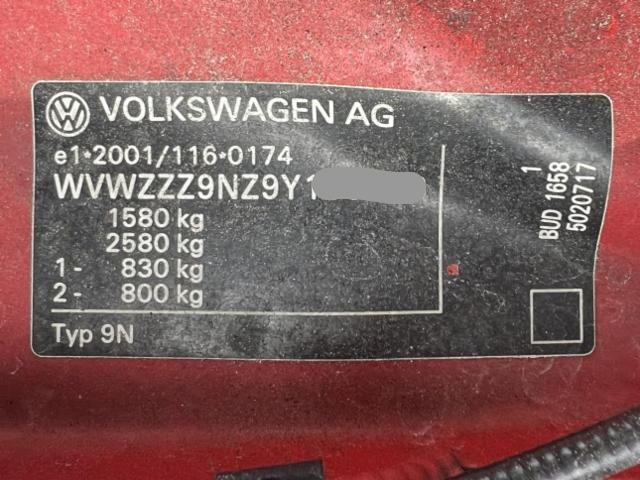 VOLKSWAGEN AG
e1*2001/116*0174
WVWZZZ9NZ9Y1
1580 kg
2580 kg
1- 830 kg
2- 800 kg
Typ 9N
1
BUD 1658
5020717